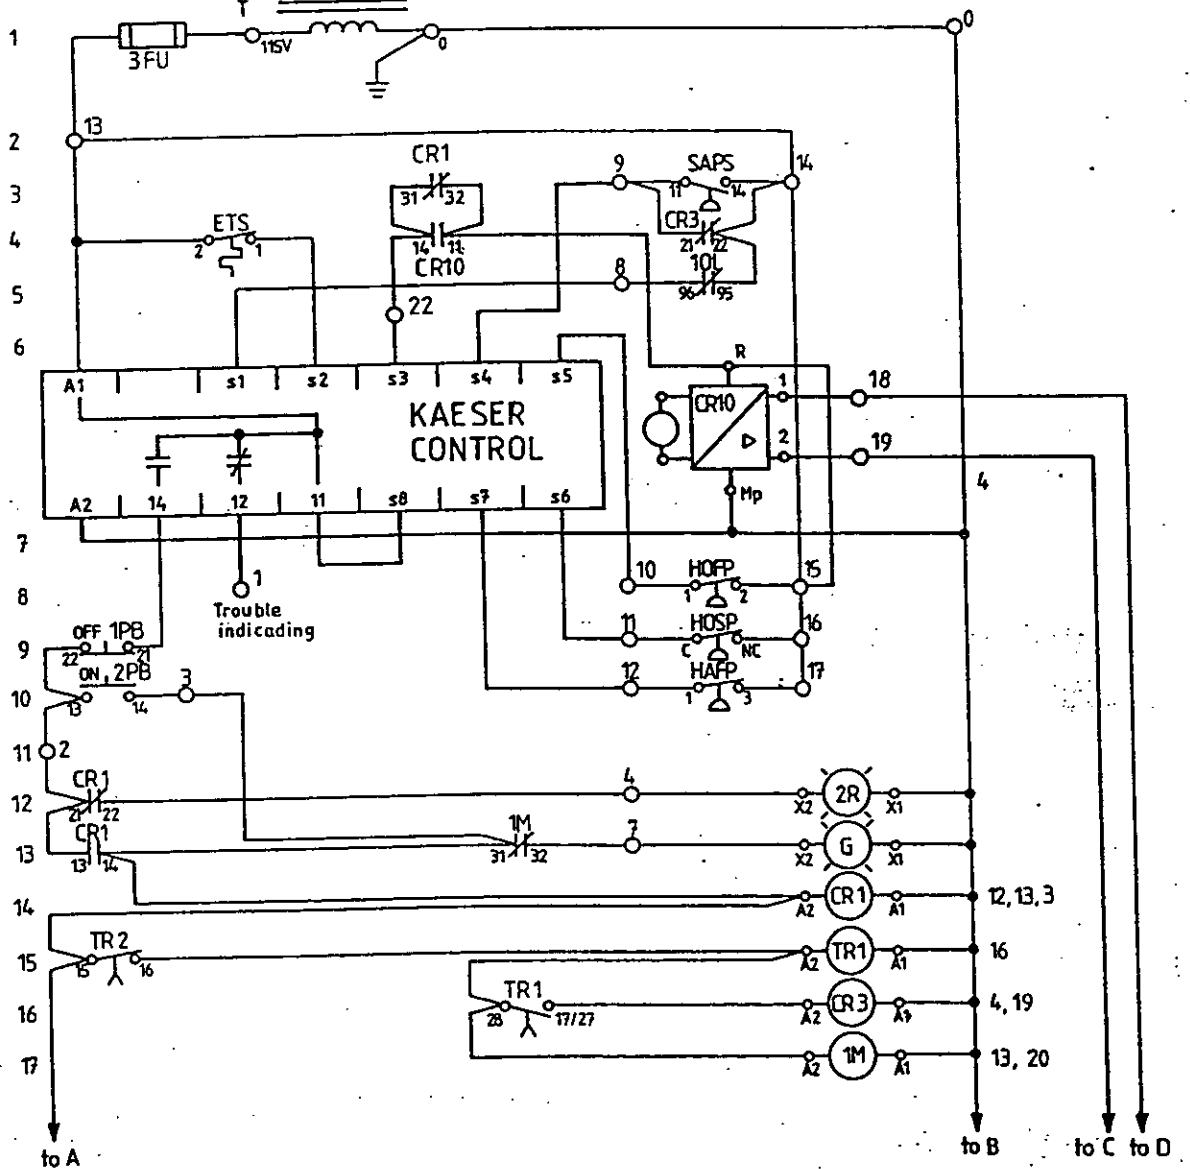 1 3FU 115V 0 0
2 13
CR1 9 SAPS 14
3 31 32 11 14
ETS CR3
4 2 1 14 11 21 22
CR10 8 10L
5 96 95
22
6 R
A1 s1 s2 s3 s4 s5 1 18
KAESER CR10
CONTROL 2 19
A2 14 12 11 s8 s7 s6 Mp 4
7
1 10 HOFP 15
8 Trouble 1 2
indicading 11 HOSP 16
OFF 1PB
9 22 21 C NC
ON 2PB 3 12 HAFP 17
10 13 14 1 3
11 2
CR1 4
12 21 22 X2 2R X1
CR1 1M 7
13 13 14 31 32 X2 G X1
14 A2 CR1 A1 12, 13, 3
TR2
15 15 16 A2 TR1 A1 16
TR1
16 28 17/27 A2 CR3 A1 4, 19
17 A2 1M A1 13, 20
to A to B to C to D